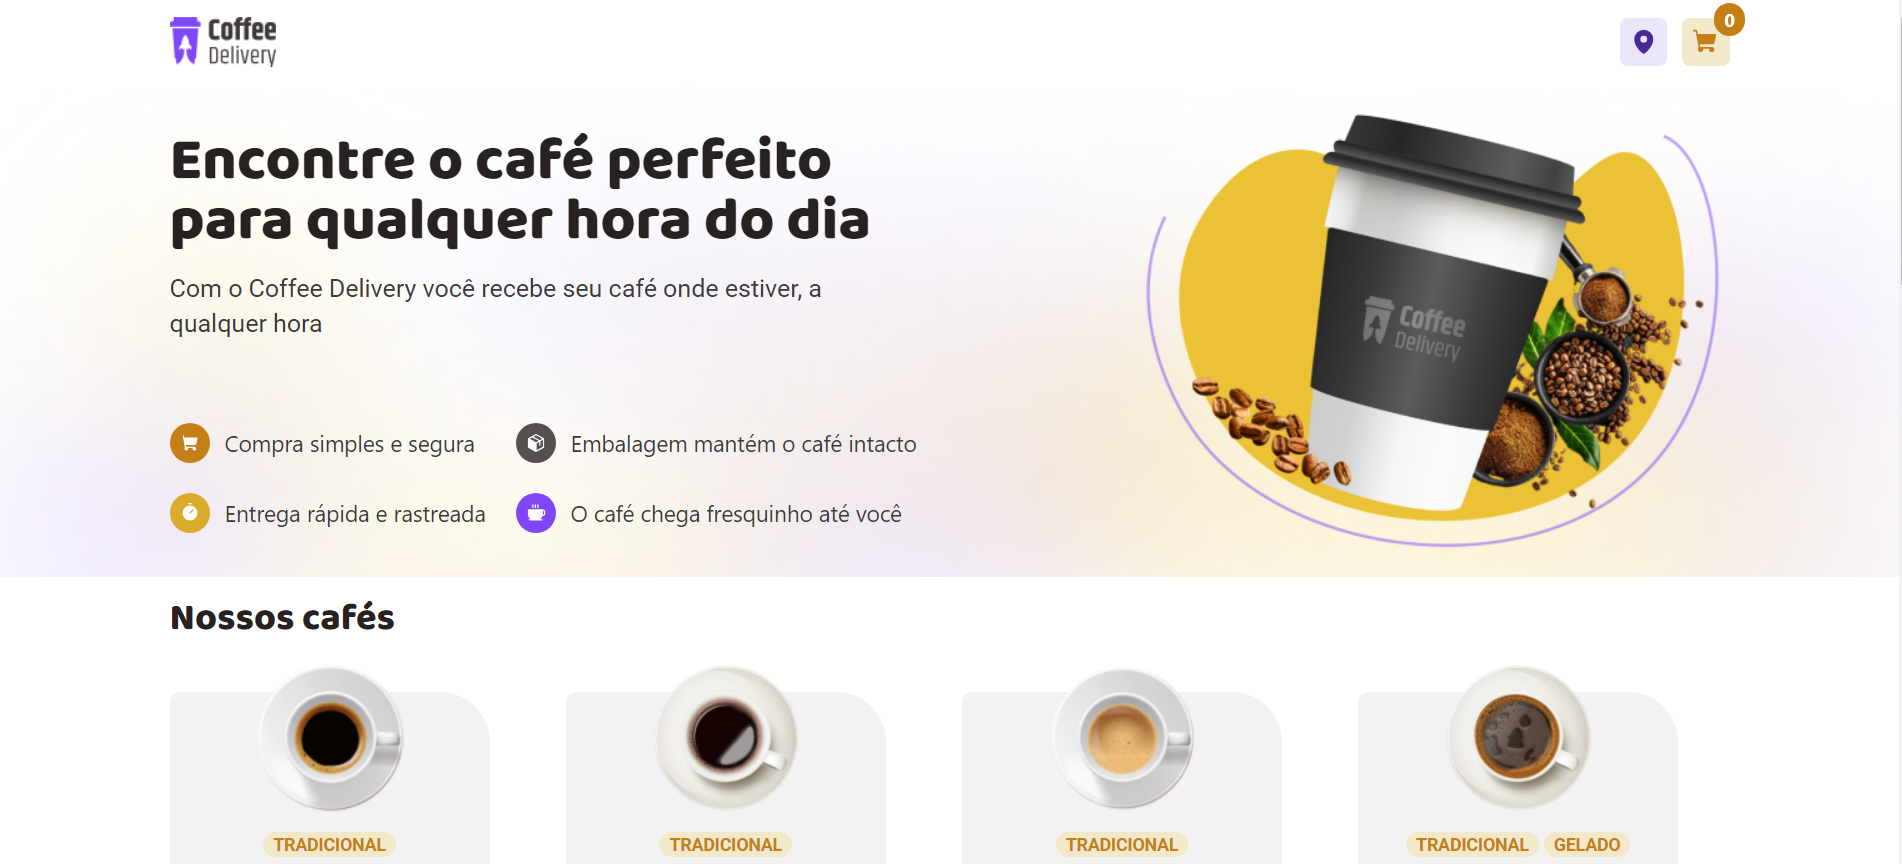 Coffee
Delivery
0
Encontre o café perfeito
para qualquer hora do dia
Com o Coffee Delivery você recebe seu café onde estiver, a
qualquer hora
Coffee
Delivery
Compra simples e segura
Embalagem mantém o café intacto
Entrega rápida e rastreada
O café chega fresquinho até você
Nossos cafés
TRADICIONAL
TRADICIONAL
TRADICIONAL
TRADICIONAL GELADO